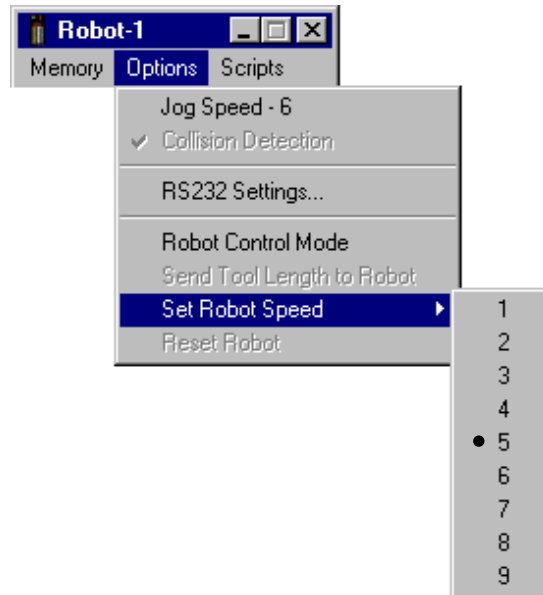 Robot-1
Memory Options Scripts
Jog Speed - 6
Collision Detection
RS232 Settings...
Robot Control Mode
Send Tool Length to Robot
Set Robot Speed
Reset Robot
1
2
3
4
5
6
7
8
9